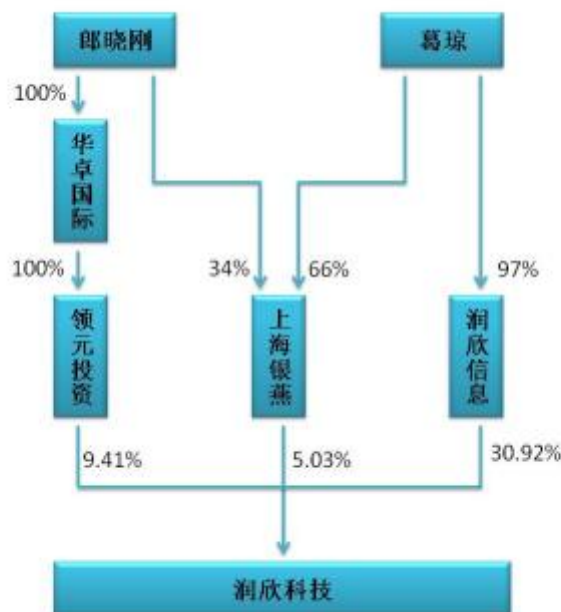 郎晓刚
葛琼
100%
华卓国际
100%
34%
66%
97%
领元投资
上海银燕
润欣信息
9.41%
5.03%
30.92%
润欣科技